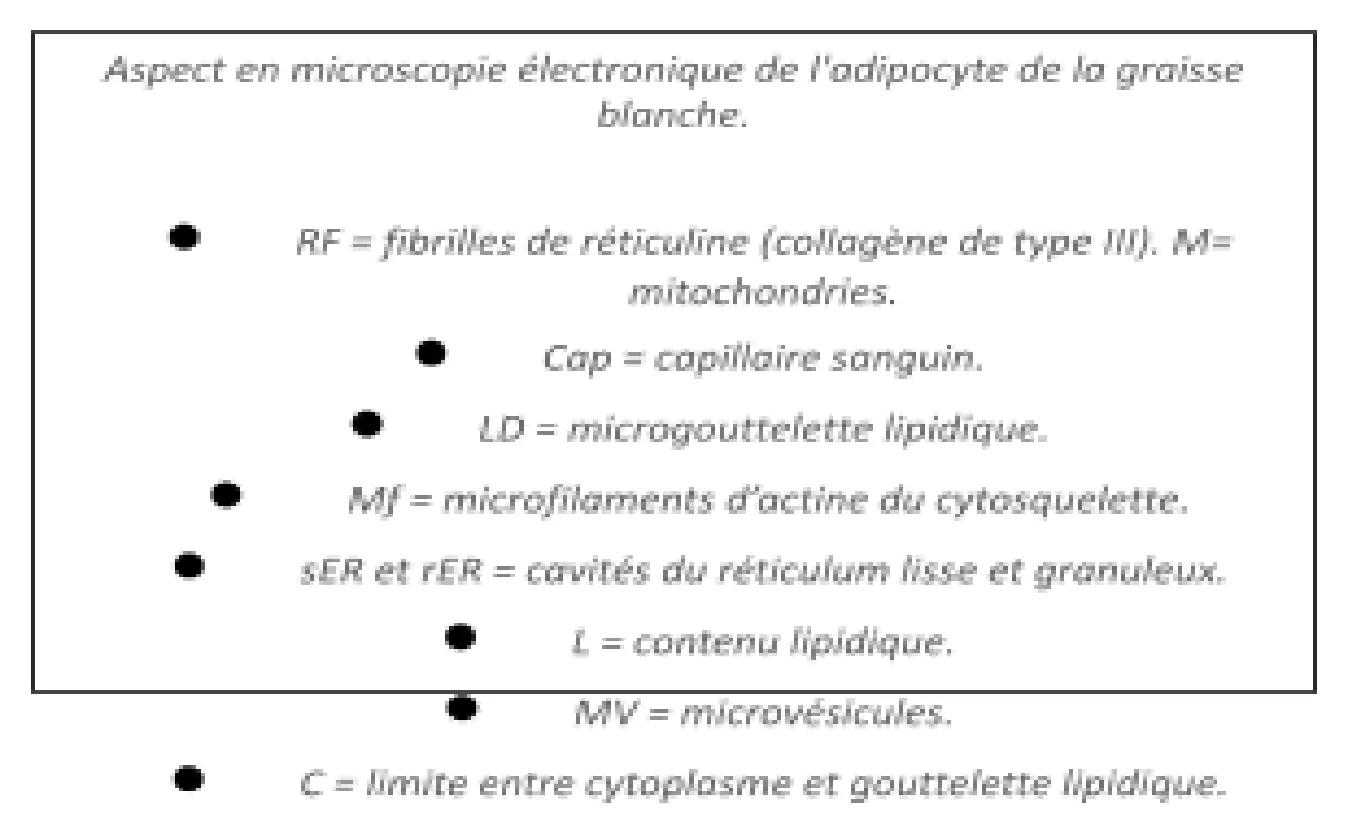 Aspect en microscopie électronique de l'adipocyte de la graisse
blanche.
● RF = fibrilles de réticuline (collagène de type III). M=
mitochondries.
● Cap = capillaire sanguin.
● LD = microgouttelette lipidique.
● Mf = microfilaments d'actine du cytosquelette.
● sER et rER = cavités du réticulum lisse et granuleux.
● L = contenu lipidique.
● MV = microvésicules.
● C = limite entre cytoplasme et gouttelette lipidique.